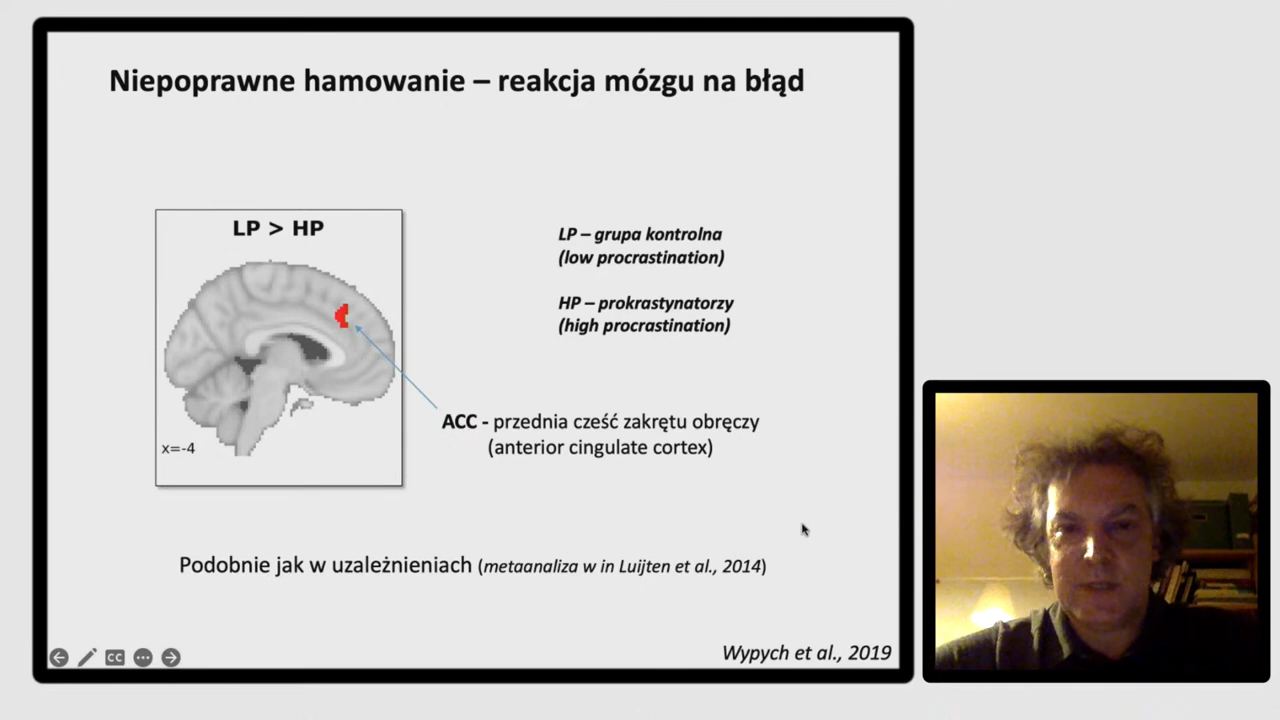 Niepoprawne hamowanie – reakcja mózgu na błąd
LP > HP
x=-4
LP – grupa kontrolna
(low procrastination)
HP – prokrastynatorzy
(high procrastination)
ACC - przednia cześć zakrętu obręczy
(anterior cingulate cortex)
Podobnie jak w uzależnieniach (metaanaliza w in Luijten et al., 2014)
Wypych et al., 2019
CC